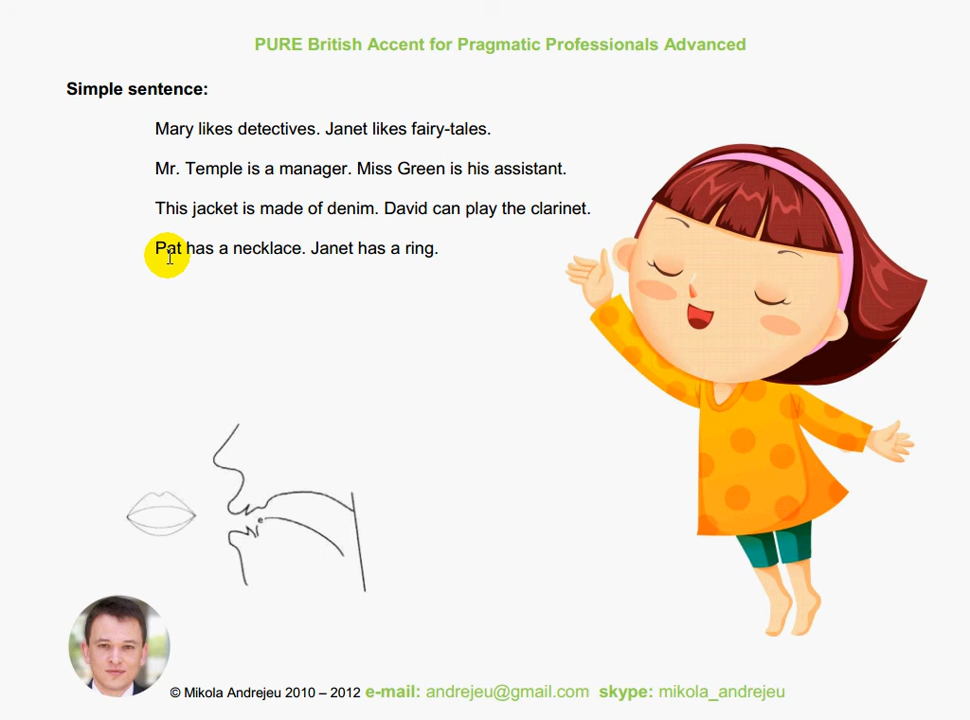 PURE British Accent for Pragmatic Professionals Advanced
Simple sentence:
Mary likes detectives. Janet likes fairy-tales.
Mr. Temple is a manager. Miss Green is his assistant.
This jacket is made of denim. David can play the clarinet.
Pat has a necklace. Janet has a ring.
© Mikola Andrejeu 2010 – 2012 e-mail: andrejeu@gmail.com skype: mikola_andrejeu